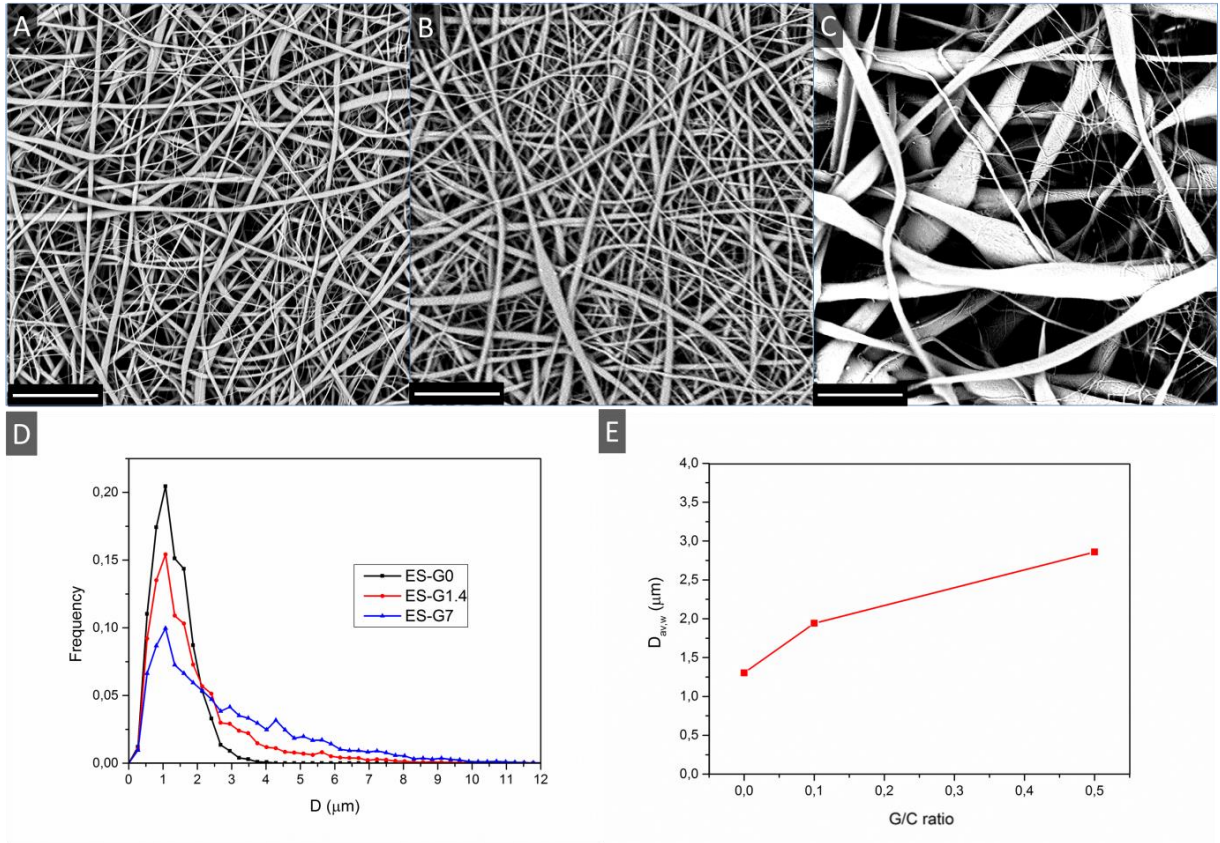 A
B
C
D
0,20
0,15
0,10
0,05
0,00
Frequency
ES-G0
ES-G1.4
ES-G7
0 1 2 3 4 5 6 7 8 9 10 11 12
D (μm)
E
4,0
3,5
3,0
2,5
2,0
1,5
1,0
0,5
0,0
D av,w (μm)
0,0 0,1 0,2 0,3 0,4 0,5
G/C ratio